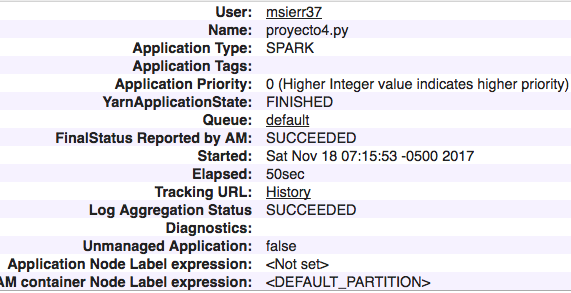 User: msierr37
Name: proyecto4.py
Application Type: SPARK
Application Tags:
Application Priority: 0 (Higher Integer value indicates higher priority)
YarnApplicationState: FINISHED
Queue: default
FinalStatus Reported by AM: SUCCEEDED
Started: Sat Nov 18 07:15:53 -0500 2017
Elapsed: 50sec
Tracking URL: History
Log Aggregation Status SUCCEEDED
Diagnostics:
Unmanaged Application: false
Application Node Label expression: <Not set>
AM container Node Label expression: <DEFAULT_PARTITION>